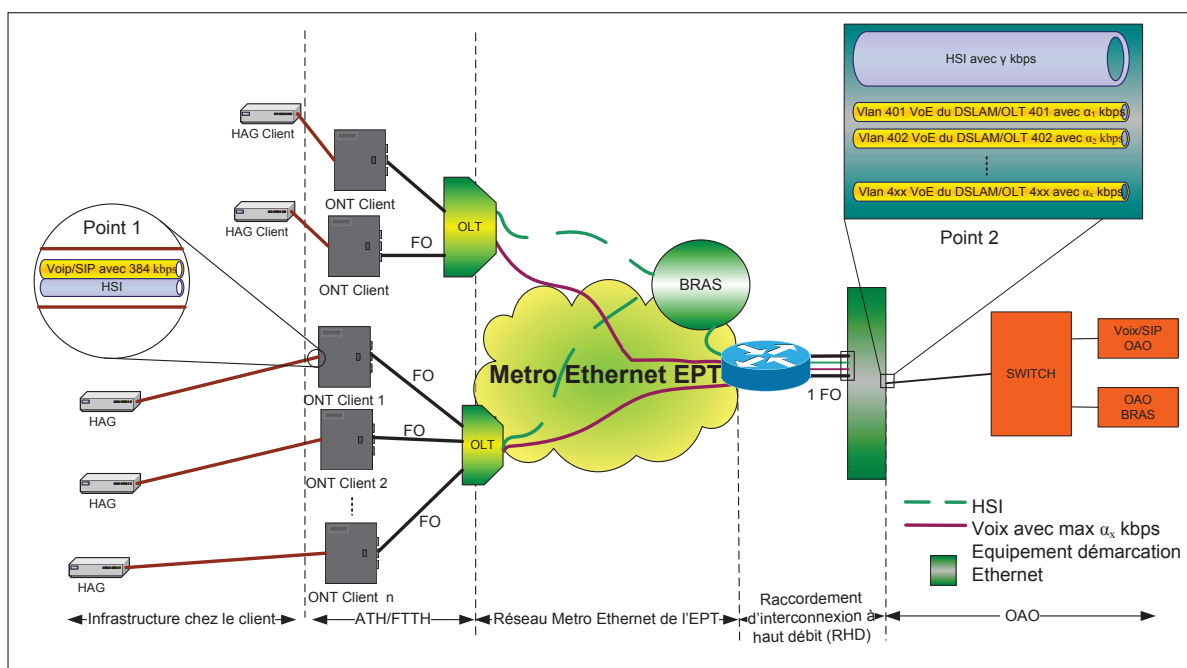 HSI avec γ kbps
Vlan 401 VoE du DSLAM/OLT 401 avec α₁ kbps
Vlan 402 VoE du DSLAM/OLT 402 avec α₂ kbps
Vlan 4xx VoE du DSLAM/OLT 4xx avec αₓ kbps
Point 2
HAG Client
ONT Client
HAG Client
ONT Client
FO
OLT
Point 1
Voip/SIP avec 384 kbps
HSI
BRAS
Metro Ethernet EPT
1 FO
SWITCH
Voix/SIP
OAO
OAO
BRAS
HAG
ONT Client 1
FO
FO
OLT
HAG
ONT Client 2
FO
HAG
ONT Client n
HSI
Voix avec max αₓ kbps
Equipement démarcation
Ethernet
Infrastructure chez le client
ATH/FTTH
Réseau Metro Ethernet de l'EPT
Raccordement
d'interconnexion à
haut débit (RHD)
OAO